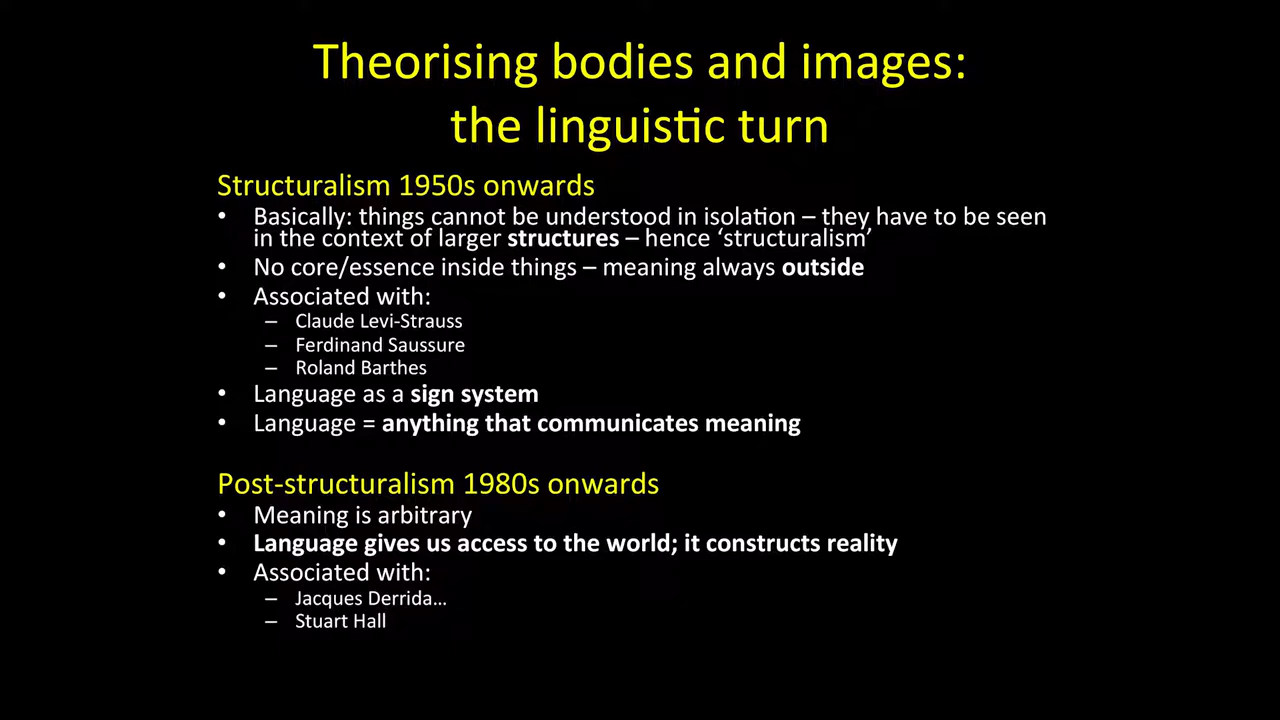 Theorising bodies and images:
the linguistic turn
Structuralism 1950s onwards
• Basically: things cannot be understood in isolation – they have to be seen
in the context of larger structures – hence ‘structuralism’
• No core/essence inside things – meaning always outside
• Associated with:
– Claude Levi-Strauss
– Ferdinand Saussure
– Roland Barthes
• Language as a sign system
• Language = anything that communicates meaning
Post-structuralism 1980s onwards
• Meaning is arbitrary
• Language gives us access to the world; it constructs reality
• Associated with:
– Jacques Derrida…
– Stuart Hall